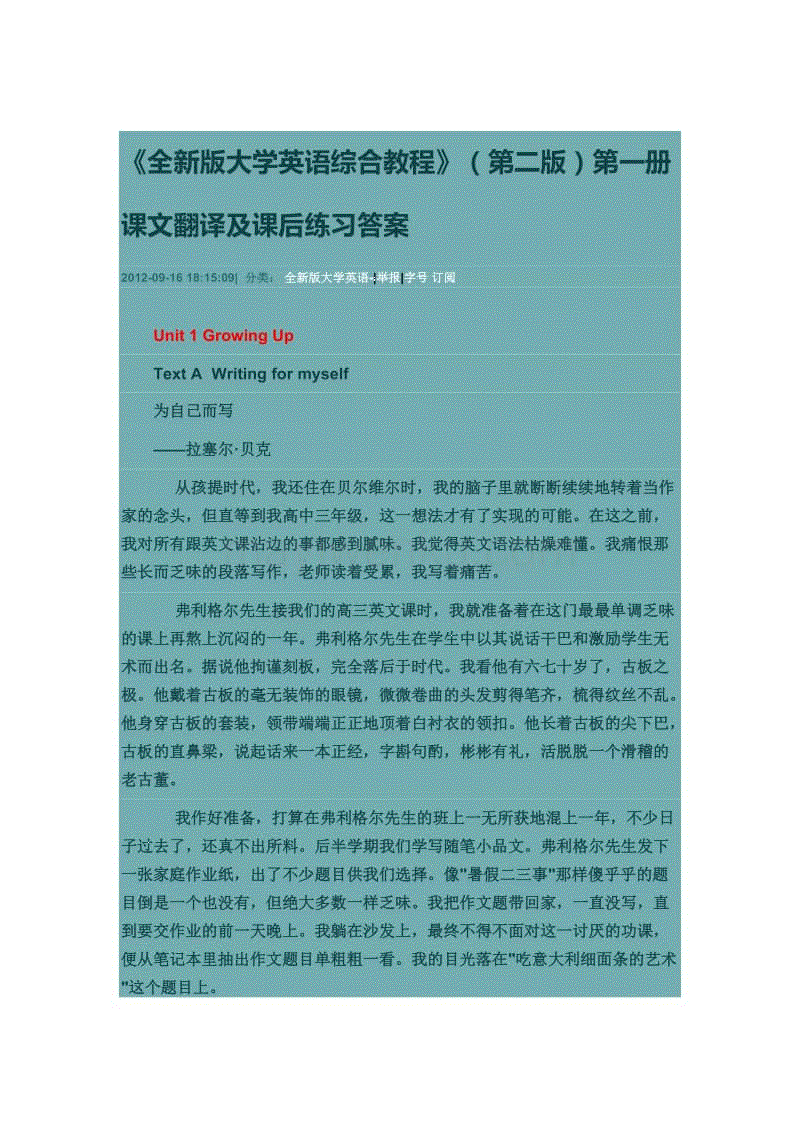 《全新版大学英语综合教程》（第二版）第一册
课文翻译及课后练习答案
2012-09-16 18:15:09| 分类： 全新版大学英语-|举报|字号 订阅
Unit 1 Growing Up
Text A  Writing for myself
为自己而写
——拉塞尔·贝克
从孩提时代，我还住在贝尔维尔时，我的脑子里就断断续续地转着当作
家的念头，但直等到我高中三年级，这一想法才有了实现的可能。在这之前，
我对所有跟英文课沾边的事都感到腻味。我觉得英文语法枯燥难懂。我痛恨那
些长而乏味的段落写作，老师读着受累，我写着痛苦。
弗利格尔先生接我们的高三英文课时，我就准备着在这门最最单调乏味
的课上再熬上沉闷的一年。弗利格尔先生在学生中以其说话干巴和激励学生无
术而出名。据说他拘谨刻板，完全落后于时代。我看他有六七十岁了，古板之
极。他戴着古板的毫无装饰的眼镜，微微卷曲的头发剪得笔齐，梳得纹丝不乱。
他身穿古板的套装，领带端端正正地顶着白衬衣的领扣。他长着古板的尖下巴，
古板的直鼻梁，说起话来一本正经，字斟句酌，彬彬有礼，活脱脱一个滑稽的
老古董。
我作好准备，打算在弗利格尔先生的班上一无所获地混上一年，不少日
子过去了，还真不出所料。后半学期我们学写随笔小品文。弗利格尔先生发下
一张家庭作业纸，出了不少题目供我们选择。像"暑假二三事"那样傻乎乎的题
目倒是一个也没有，但绝大多数一样乏味。我把作文题带回家，一直没写，直
到要交作业的前一天晚上。我躺在沙发上，最终不得不面对这一讨厌的功课，
便从笔记本里抽出作文题目单粗粗一看。我的目光落在"吃意大利细面条的艺术
"这个题目上。